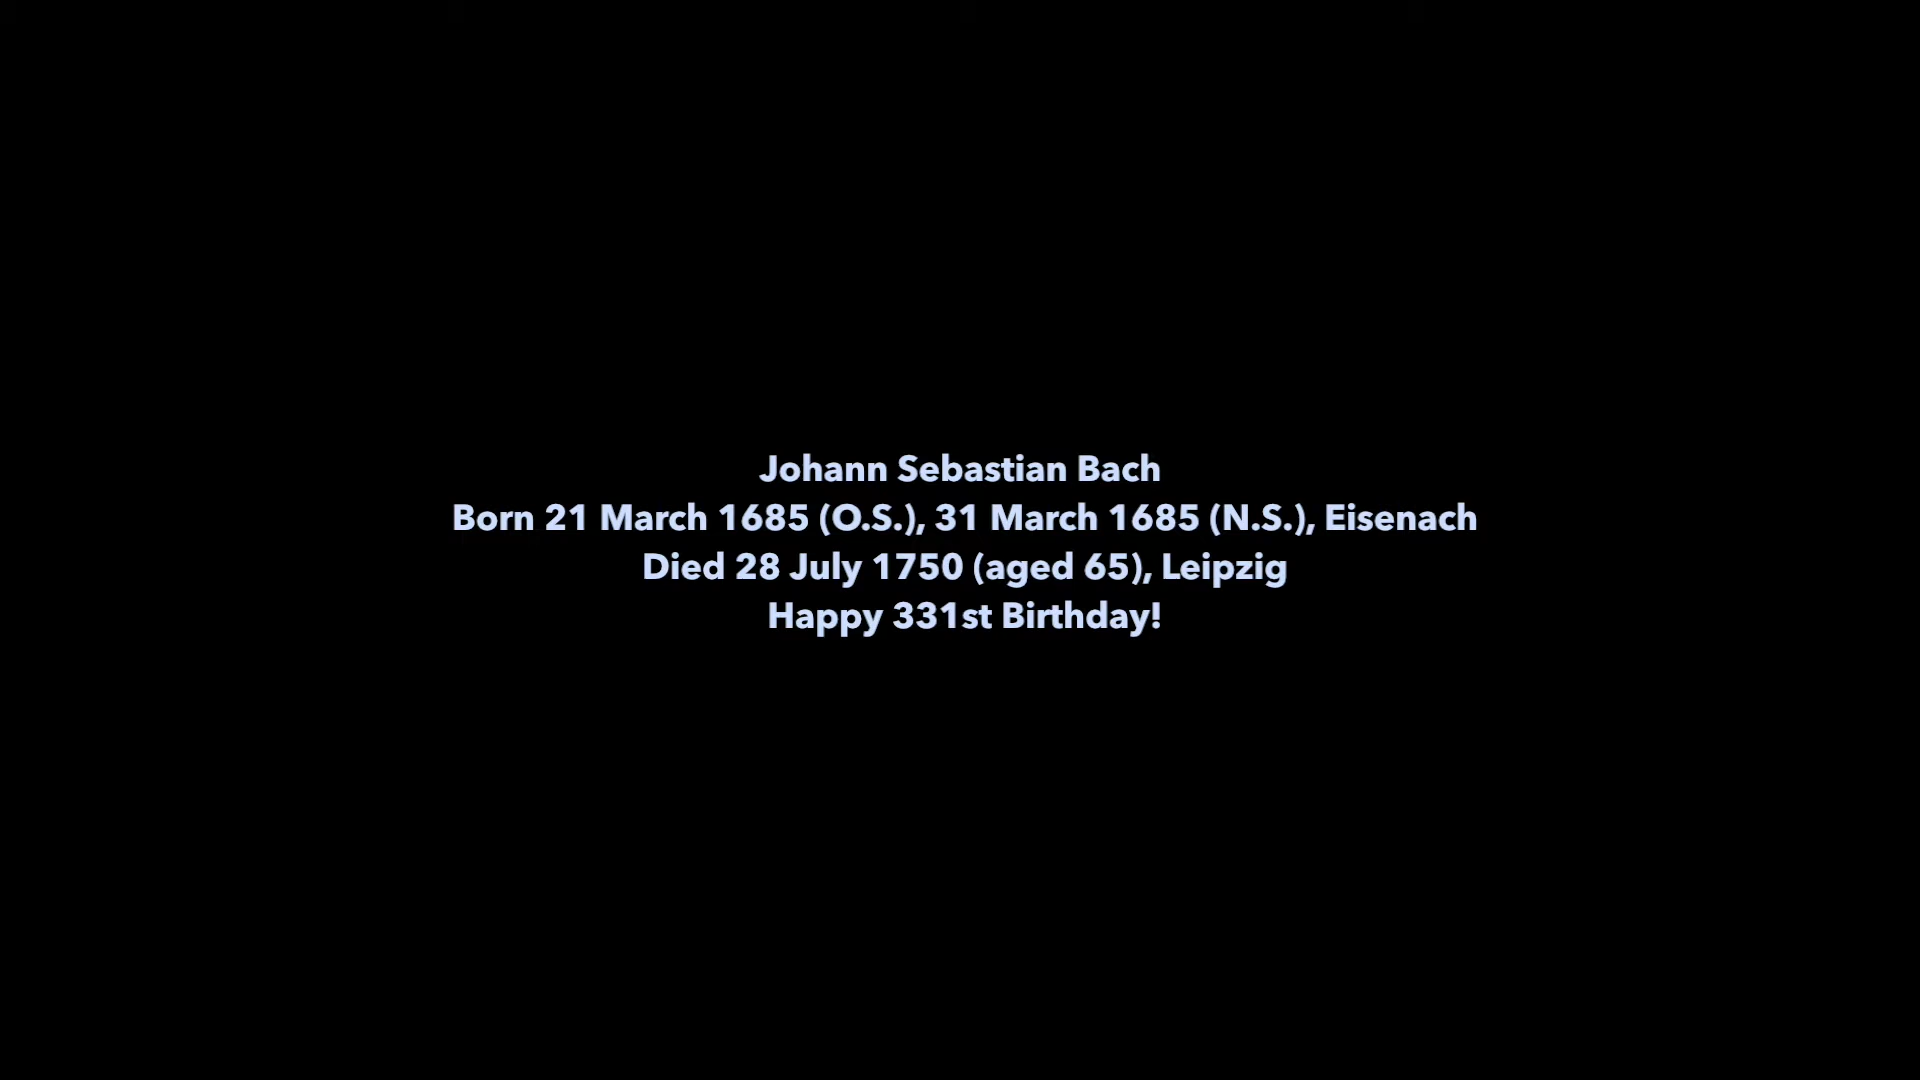 Johann Sebastian Bach
Born 21 March 1685 (O.S.), 31 March 1685 (N.S.), Eisenach
Died 28 July 1750 (aged 65), Leipzig
Happy 331st Birthday!